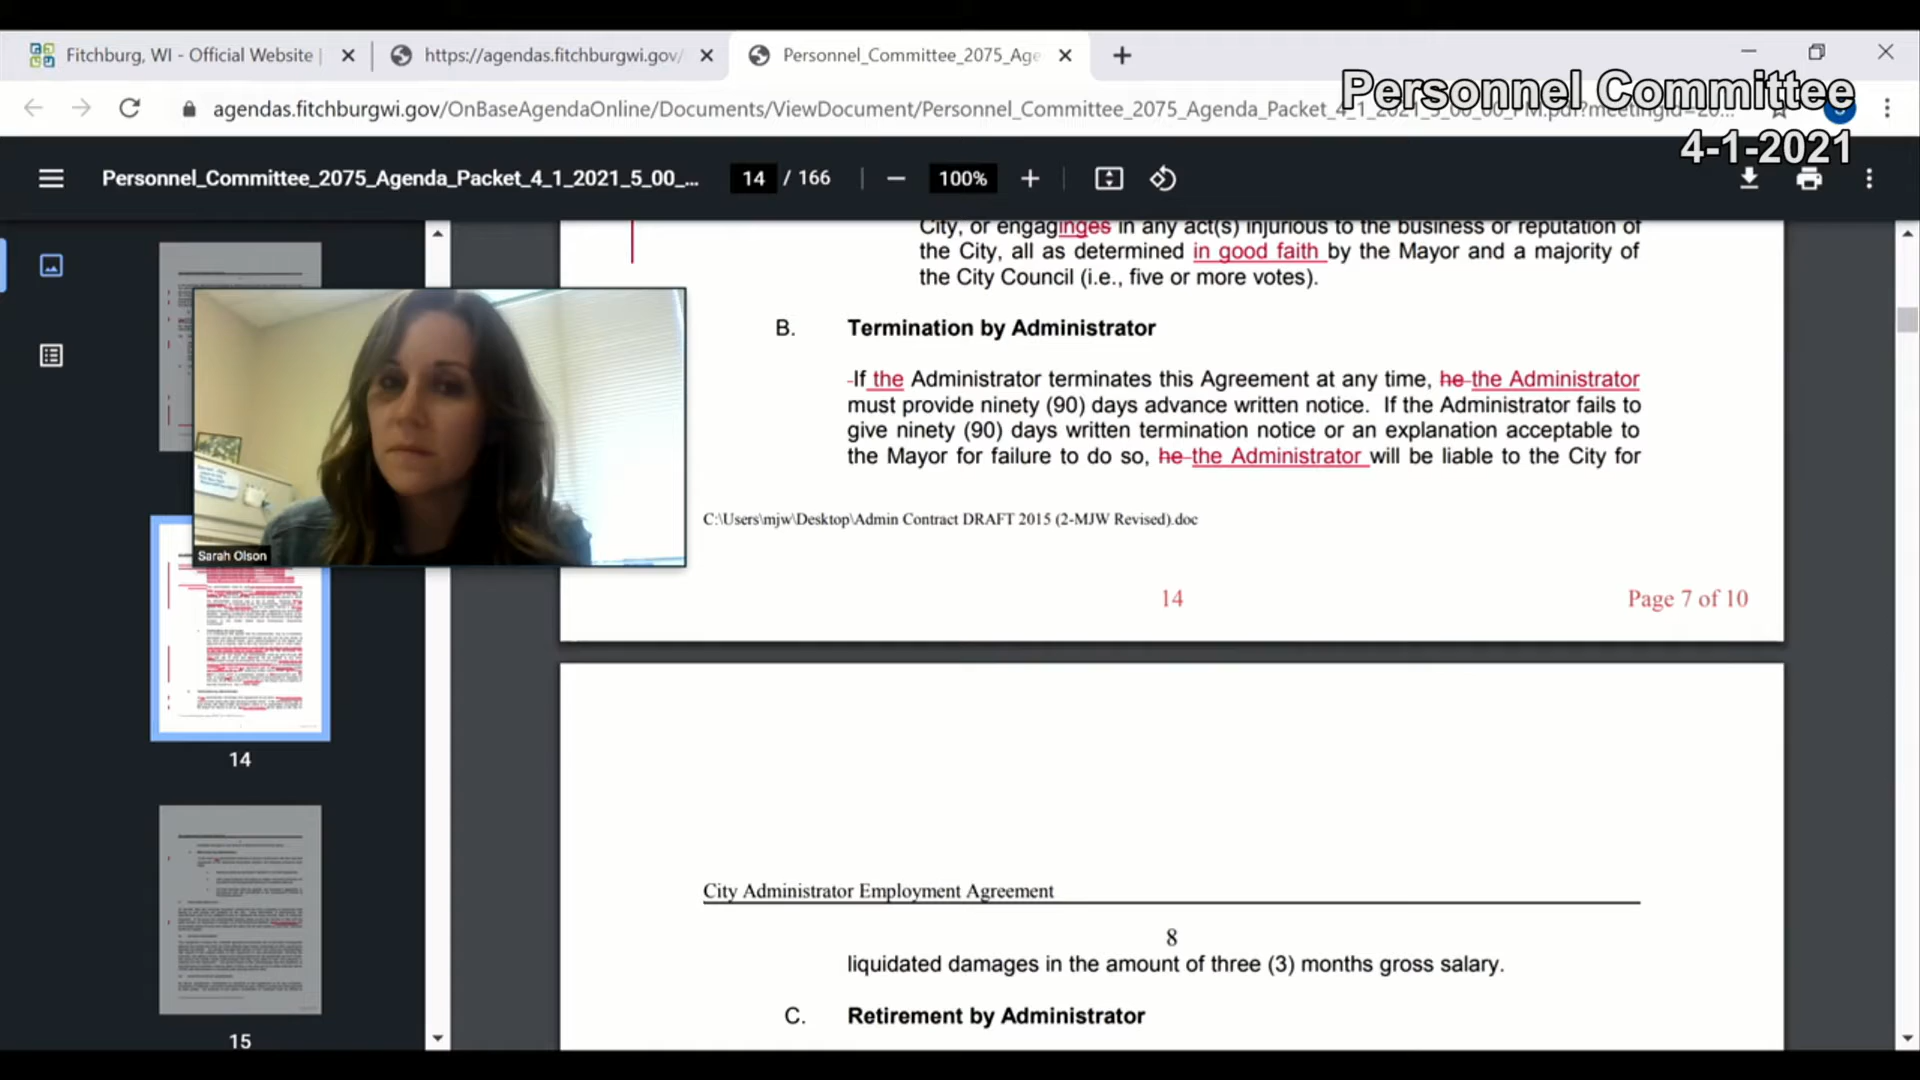 Fitchburg, WI - Official Website |
https://agendas.fitchburgwi.gov/
Personnel_Committee_2075_Age
Personnel Committee
4-1-2021
agendas.fitchburgwi.gov/OnBaseAgendaOnline/Documents/ViewDocument/Personnel_Committee_2075_Agenda_Packet_4_1_2021_5_00_00_PM.pdf?meetingId=20...
Personnel_Committee_2075_Agenda_Packet_4_1_2021_5_00_...
14 / 166
100%
City, or engaginges in any act(s) injurious to the business or reputation of
the City, all as determined in good faith by the Mayor and a majority of
the City Council (i.e., five or more votes).
B. Termination by Administrator
-If the Administrator terminates this Agreement at any time, he the Administrator
must provide ninety (90) days advance written notice. If the Administrator fails to
give ninety (90) days written termination notice or an explanation acceptable to
the Mayor for failure to do so, he the Administrator will be liable to the City for
C:\Users\mjw\Desktop\Admin Contract DRAFT 2015 (2-MJW Revised).doc
14
Page 7 of 10
City Administrator Employment Agreement
8
liquidated damages in the amount of three (3) months gross salary.
C. Retirement by Administrator
Sarah Olson
14
15